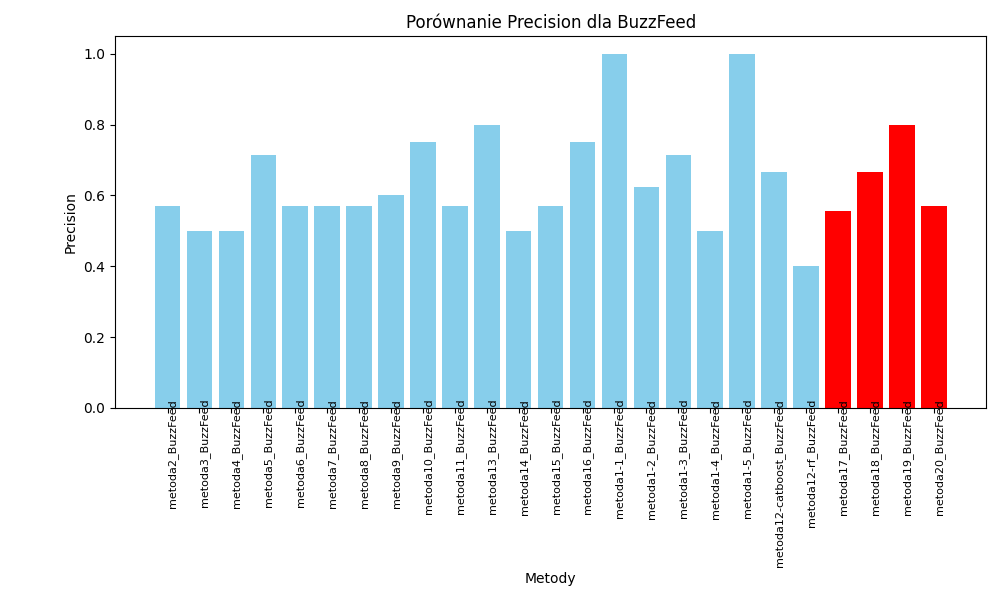 Porównanie Precision dla BuzzFeed
Precision
1.0
0.8
0.6
0.4
0.2
0.0
metoda2_BuzzFeed
metoda3_BuzzFeed
metoda4_BuzzFeed
metoda5_BuzzFeed
metoda6_BuzzFeed
metoda7_BuzzFeed
metoda8_BuzzFeed
metoda9_BuzzFeed
metoda10_BuzzFeed
metoda11_BuzzFeed
metoda13_BuzzFeed
metoda14_BuzzFeed
metoda15_BuzzFeed
metoda16_BuzzFeed
metoda1-1_BuzzFeed
metoda1-2_BuzzFeed
metoda1-3_BuzzFeed
metoda1-4_BuzzFeed
metoda1-5_BuzzFeed
metoda12-catboost_BuzzFeed
metoda12-rf_BuzzFeed
metoda17_BuzzFeed
metoda18_BuzzFeed
metoda19_BuzzFeed
metoda20_BuzzFeed
Metody